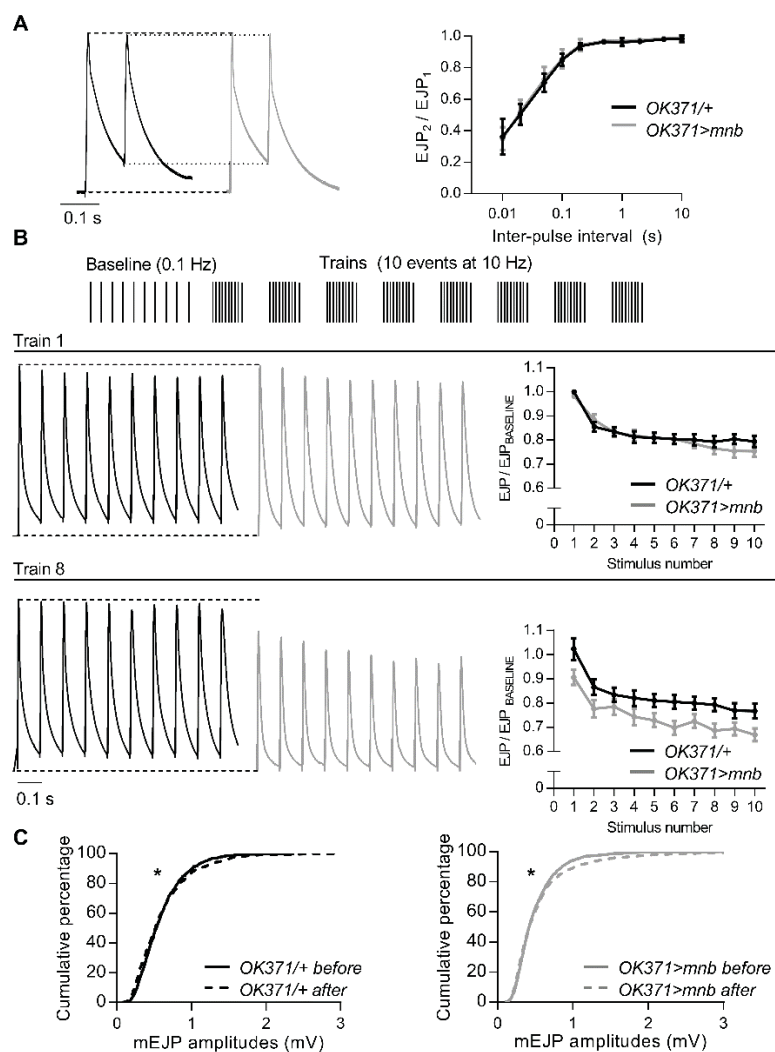 A
0.1 s
EJP2 / EJP1
1.0
0.8
0.6
0.4
0.2
0.0
OK371/+
OK371>mnb
0.01
0.1
1
10
Inter-pulse interval (s)
B
Baseline (0.1 Hz)
Trains (10 events at 10 Hz)
Train 1
EJP / EJPBASELINE
1.1
1.0
0.9
0.8
0.7
0.6
0
OK371/+
OK371>mnb
0 1 2 3 4 5 6 7 8 9 10
Stimulus number
Train 8
0.1 s
EJP / EJP BASELINE
1.1
1.0
0.9
0.8
0.7
0.6
0
OK371/+
OK371>mnb
0 1 2 3 4 5 6 7 8 9 10
Stimulus number
C
Cumulative percentage
100
80
60
40
20
0
*
OK371/+ before
OK371/+ after
0 1 2 3
mEJP amplitudes (mV)
Cumulative percentage
100
80
60
40
20
0
*
OK371>mnb before
OK371>mnb after
0 1 2 3
mEJP amplitudes (mV)